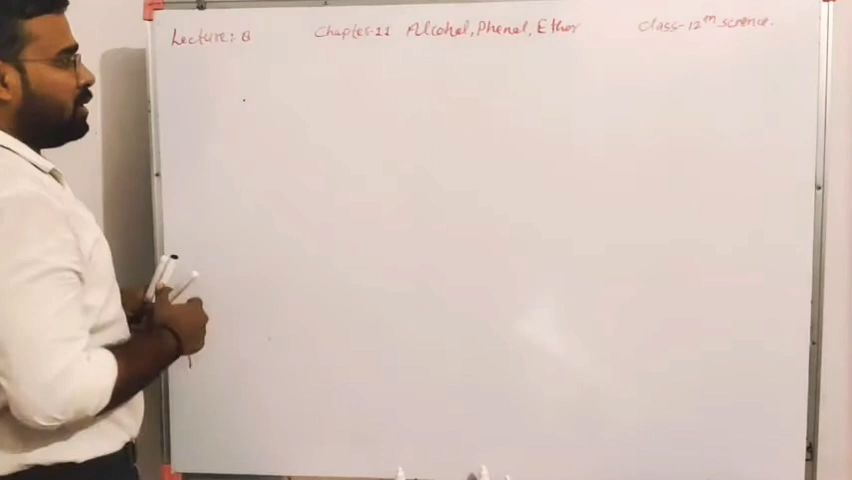 Lecture: 8 Chapter-11 Alcohol, Phenol, Ether Class-12th science.